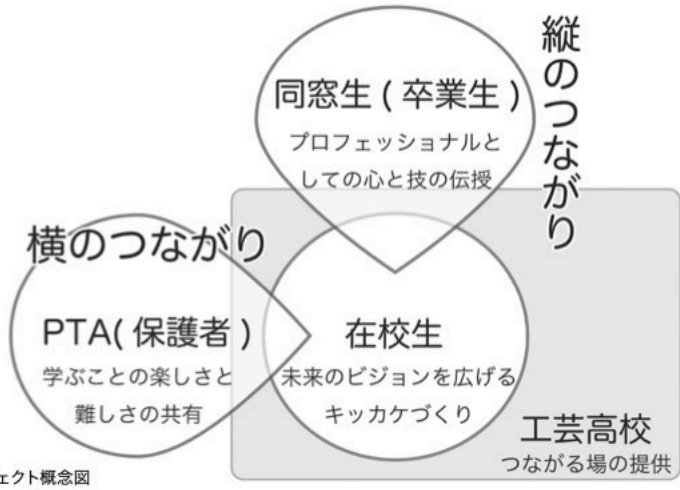 縦のつながり
同窓生 ( 卒業生 )
プロフェッショナルと
しての心と技の伝授
横のつながり
PTA( 保護者 )
学ぶことの楽しさと
難しさの共有
在校生
未来のビジョンを広げる
キッカケづくり
工芸高校
つながる場の提供
ェクト概念図